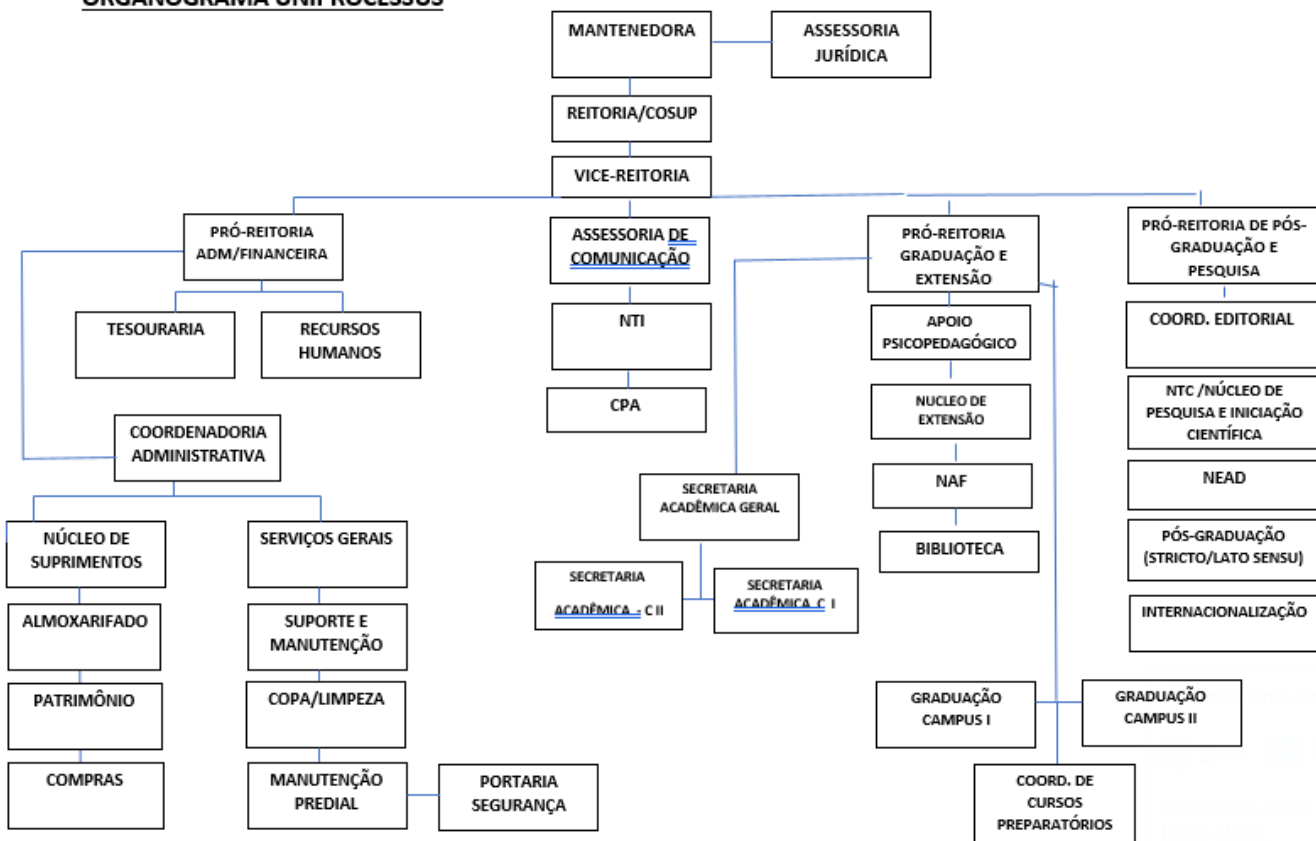 ORGANOGRAMA UNIPROCESSUS
MANTENEDORA
ASSESSORIA
JURÍDICA
REITORIA/COSUP
VICE-REITORIA
PRÓ-REITORIA
ADM/FINANCEIRA
ASSESSORIA DE
COMUNICAÇÃO
PRÓ-REITORIA
GRADUAÇÃO E
EXTENSÃO
PRÓ-REITORIA DE PÓS-
GRADUAÇÃO E
PESQUISA
TESOURARIA
RECURSOS
HUMANOS
NTI
APOIO
PSICOPEDAGÓGICO
COORD. EDITORIAL
CPA
NUCLEO DE
EXTENSÃO
NTC /NÚCLEO DE
PESQUISA E INICIAÇÃO
CIENTÍFICA
COORDENADORIA
ADMINISTRATIVA
SECRETARIA
ACADÊMICA GERAL
NAF
NEAD
NÚCLEO DE
SUPRIMENTOS
SERVIÇOS GERAIS
BIBLIOTECA
PÓS-GRADUAÇÃO
(STRICTO/LATO SENSU)
SECRETARIA
ACADÊMICA - C II
SECRETARIA
ACADÊMICA C I
ALMOXARIFADO
SUPORTE E
MANUTENÇÃO
INTERNACIONALIZAÇÃO
PATRIMÔNIO
COPA/LIMPEZA
GRADUAÇÃO
CAMPUS I
GRADUAÇÃO
CAMPUS II
COMPRAS
MANUTENÇÃO
PREDIAL
PORTARIA
SEGURANÇA
COORD. DE
CURSOS
PREPARATÓRIOS